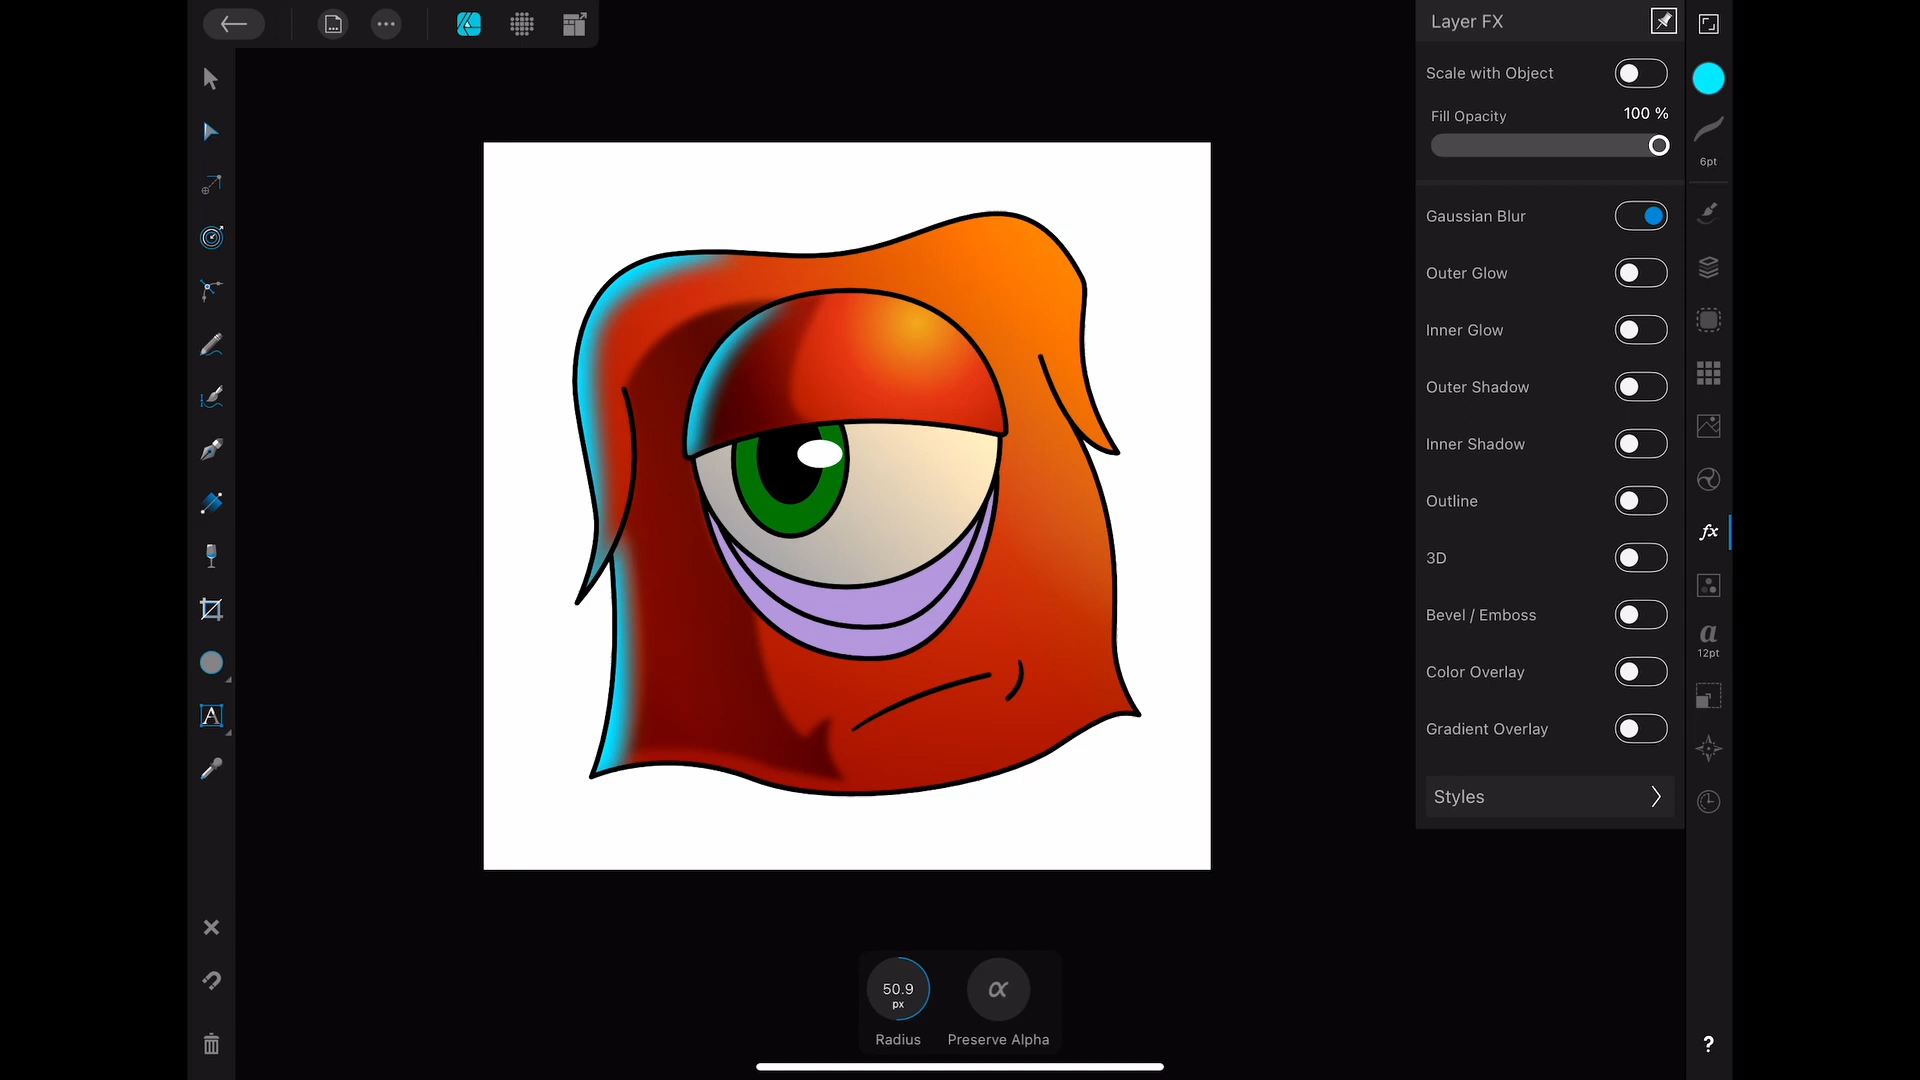 Layer FX
Scale with Object
Fill Opacity
100 %
6pt
Gaussian Blur
Outer Glow
Inner Glow
Outer Shadow
Inner Shadow
Outline
fx
3D
Bevel / Emboss
a
12pt
Color Overlay
Gradient Overlay
A
Styles
50.9
px
α
Radius
Preserve Alpha
?